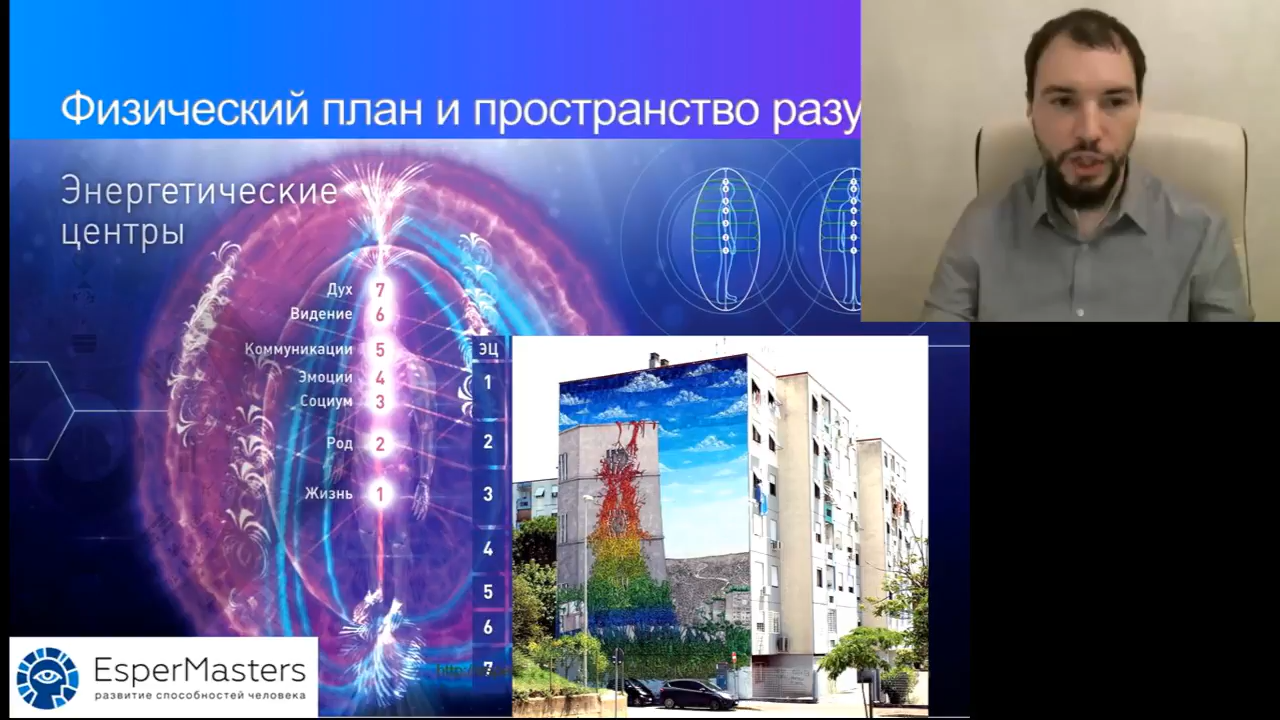 Физический план и пространство разу
Энергетические
центры
Дух 7
Видение 6
Коммуникации 5
Эмоции 4
Социум 3
Род 2
Жизнь 1
ЭЦ
1
2
3
4
5
6
7
EsperMasters
развитие способностей человека